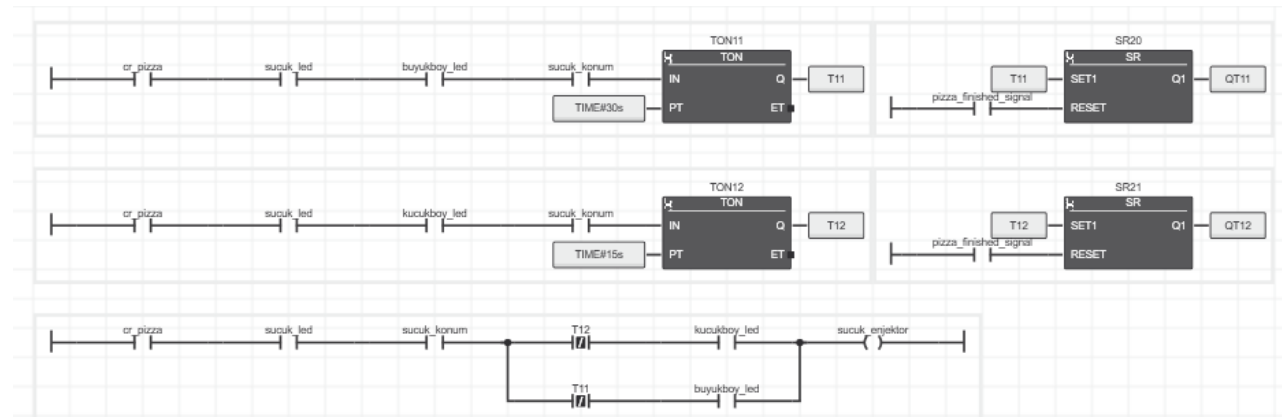 TON11 SR20
cr_pizza sucuk_led buyukboy_led sucuk_konum TON SR
IN Q T11 T11 SET1 Q1 QT11
pizza_finished_signal
TIME#30s PT ET RESET
TON12 SR21
cr_pizza sucuk_led kucukboy_led sucuk_konum TON SR
IN Q T12 T12 SET1 Q1 QT12
pizza_finished_signal
TIME#15s PT ET RESET
cr_pizza sucuk_led sucuk_konum T12 kucukboy_led sucuk_enjektor
T11 buyukboy_led